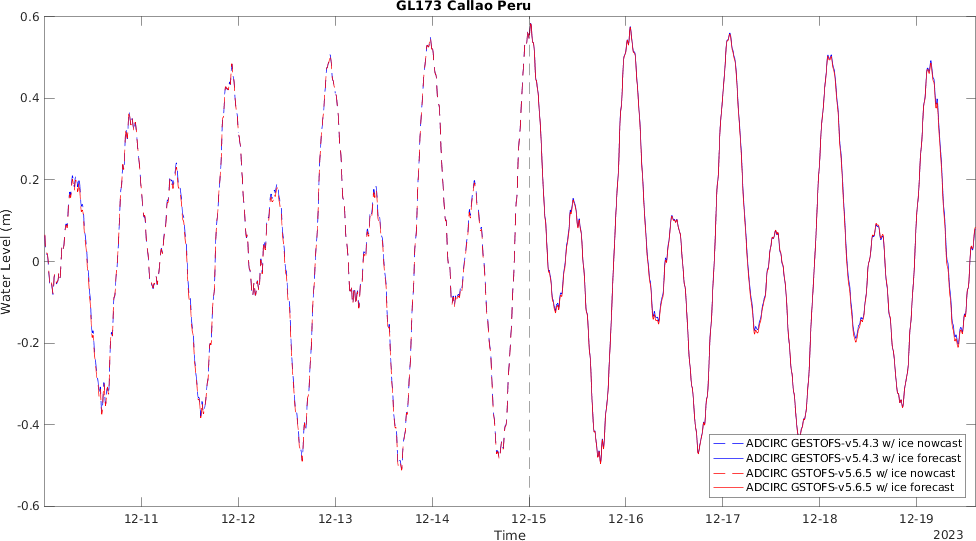 GL173 Callao Peru
0.6
0.4
0.2
0
-0.2
-0.4
-0.6
Water Level (m)
ADCIRC GESTOFS-v5.4.3 w/ ice nowcast
ADCIRC GESTOFS-v5.4.3 w/ ice forecast
ADCIRC GSTOFS-v5.6.5 w/ ice nowcast
ADCIRC GSTOFS-v5.6.5 w/ ice forecast
12-11 12-12 12-13 12-14 12-15 12-16 12-17 12-18 12-19
Time
2023